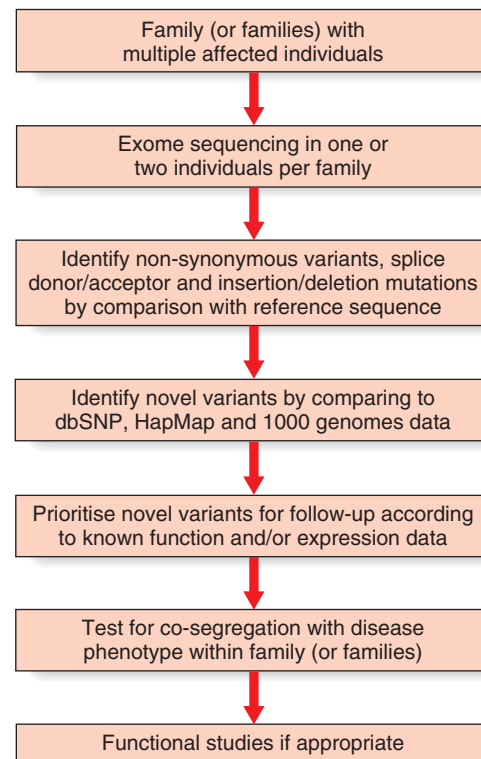 Family (or families) with
multiple affected individuals
Exome sequencing in one or
two individuals per family
Identify non-synonymous variants, splice
donor/acceptor and insertion/deletion mutations
by comparison with reference sequence
Identify novel variants by comparing to
dbSNP, HapMap and 1000 genomes data
Prioritise novel variants for follow-up according
to known function and/or expression data
Test for co-segregation with disease
phenotype within family (or families)
Functional studies if appropriate